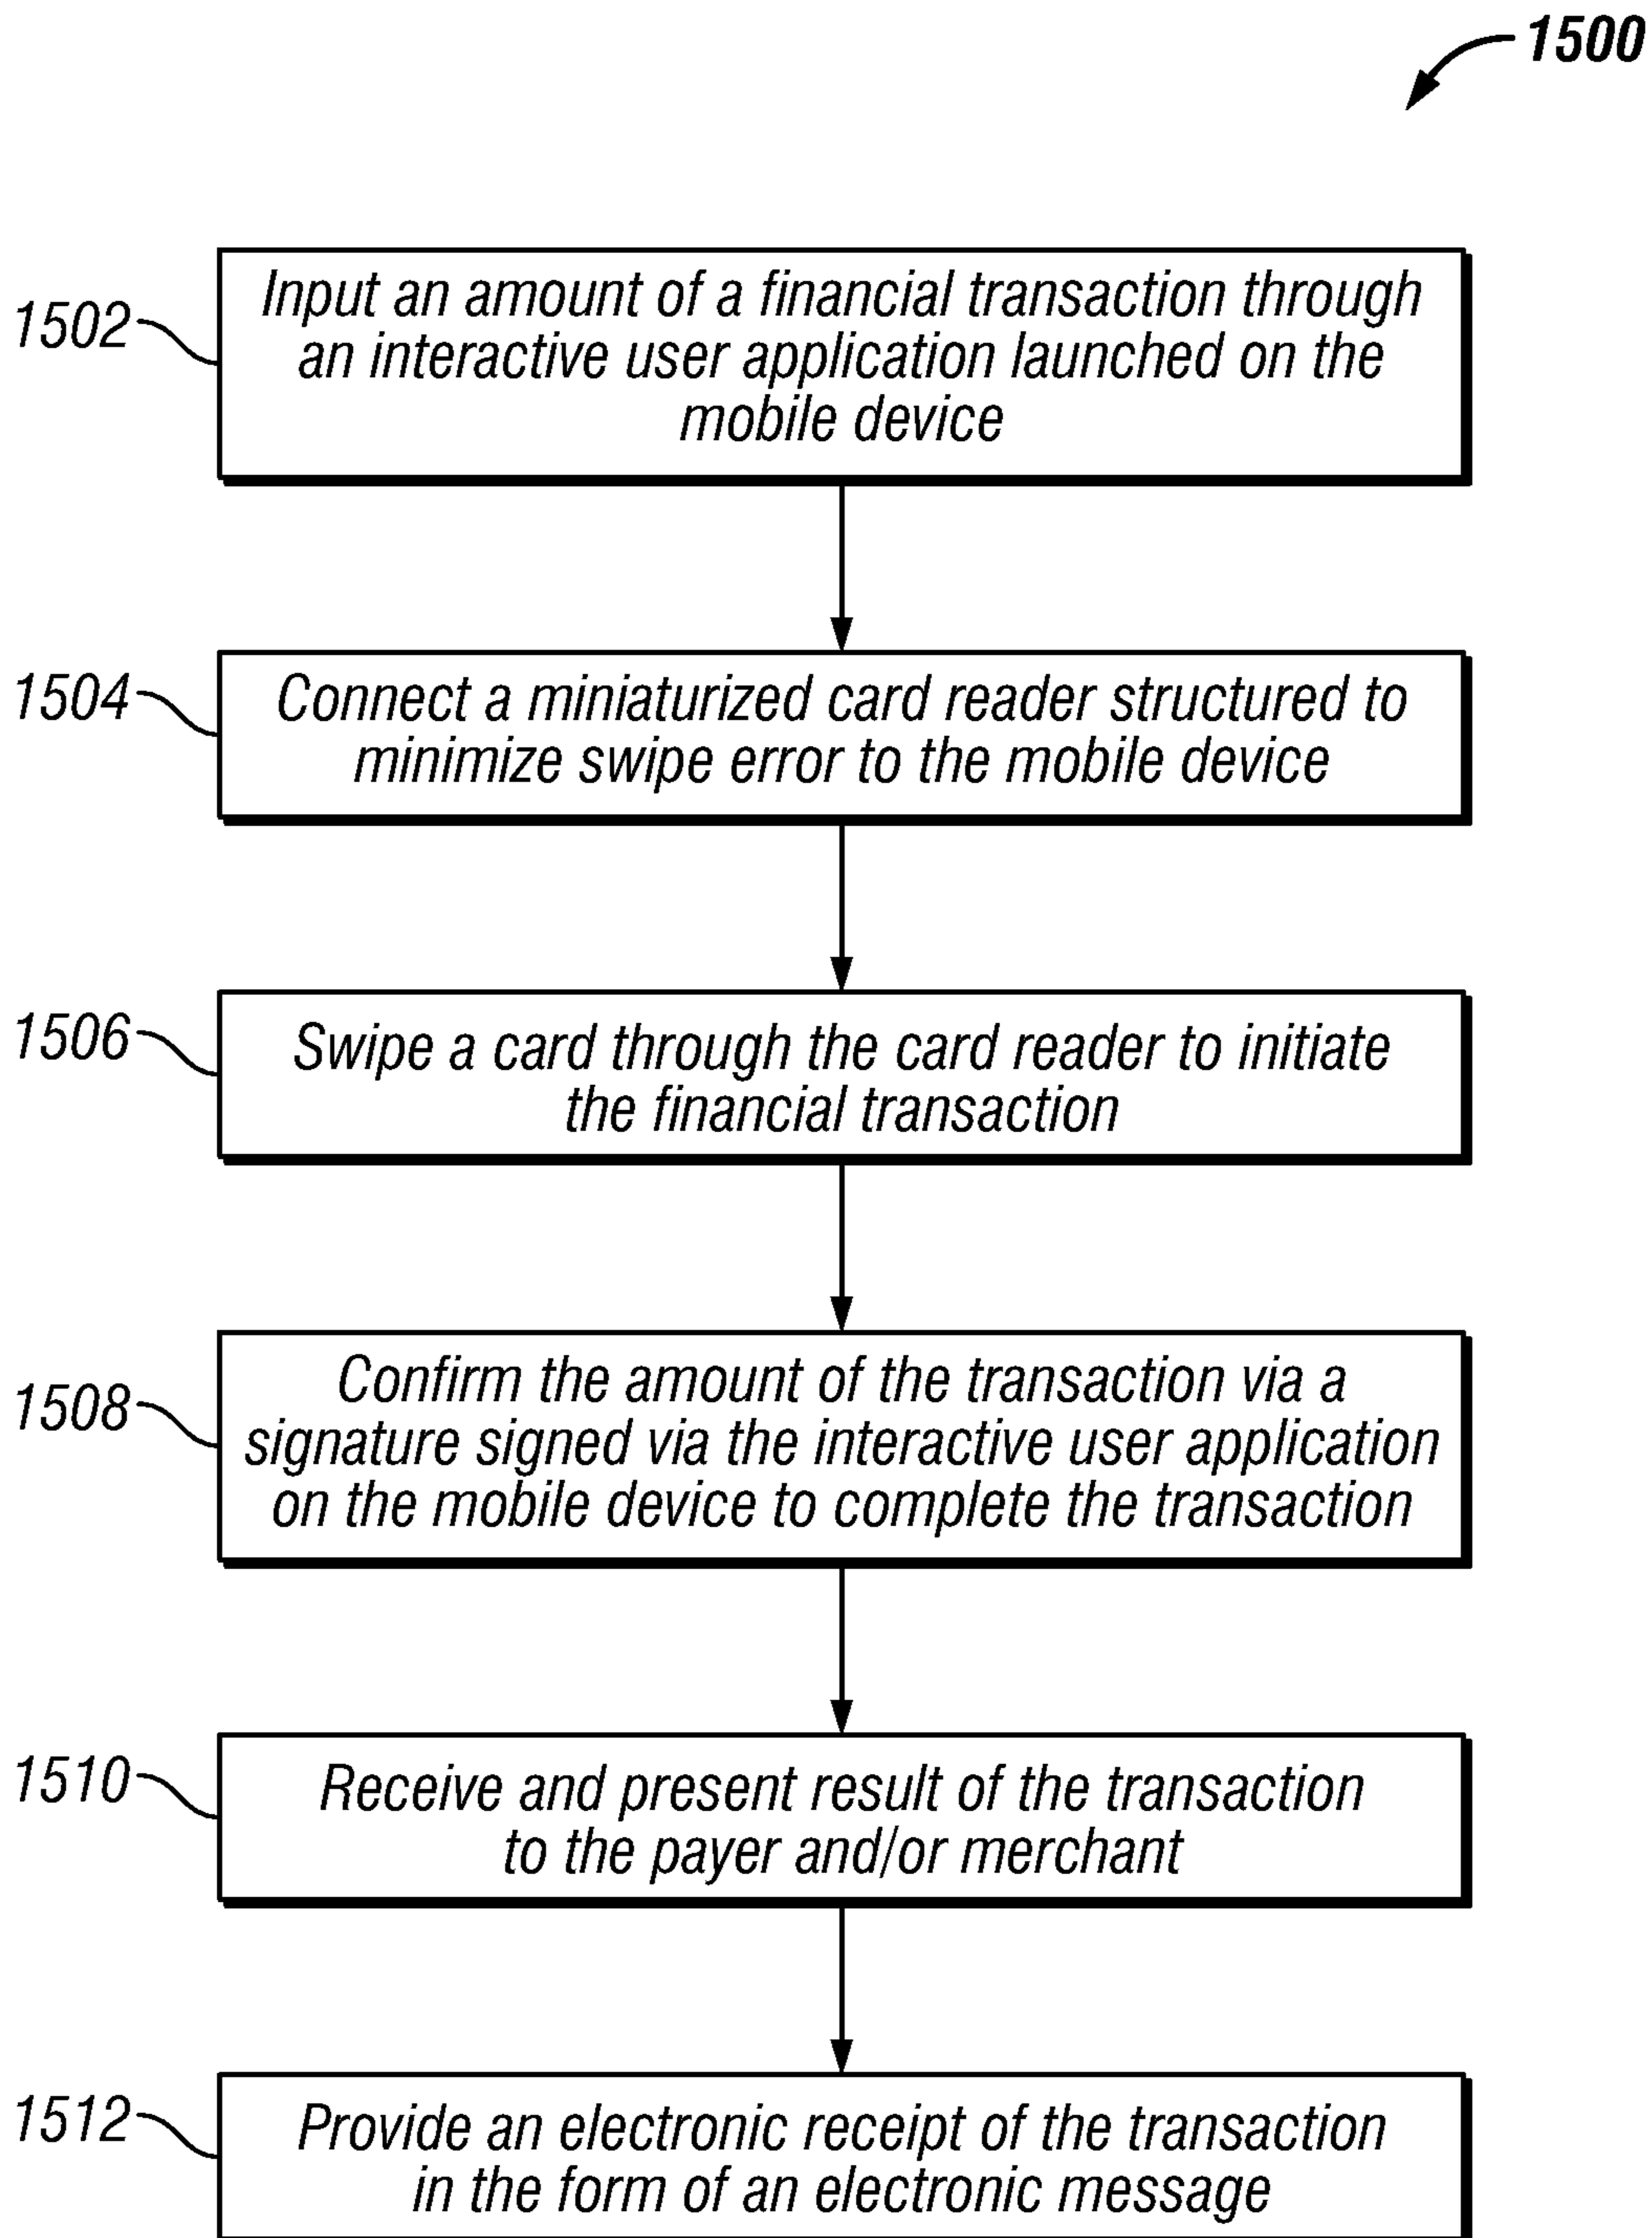 1500
1502
Input an amount of a financial transaction through
an interactive user application launched on the
mobile device
1504
Connect a miniaturized card reader structured to
minimize swipe error to the mobile device
1506
Swipe a card through the card reader to initiate
the financial transaction
1508
Confirm the amount of the transaction via a
signature signed via the interactive user application
on the mobile device to complete the transaction
1510
Receive and present result of the transaction
to the payer and/or merchant
1512
Provide an electronic receipt of the transaction
in the form of an electronic message